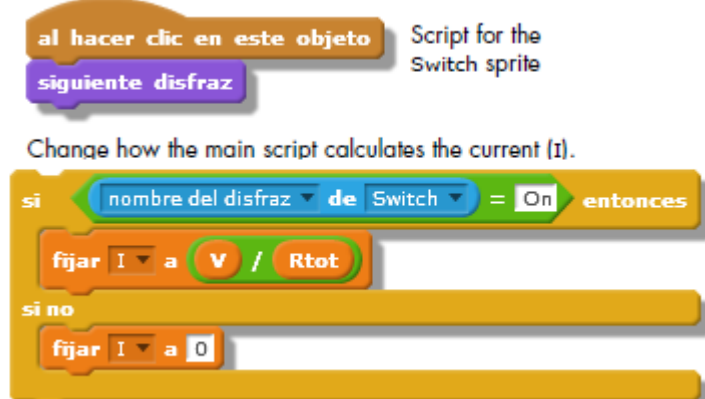 al hacer clic en este objeto
siguiente disfraz
Script for the
Switch sprite
Change how the main script calculates the current (I).
si nombre del disfraz de Switch = On entonces
fijar I a V / Rtot
si no
fijar I a 0